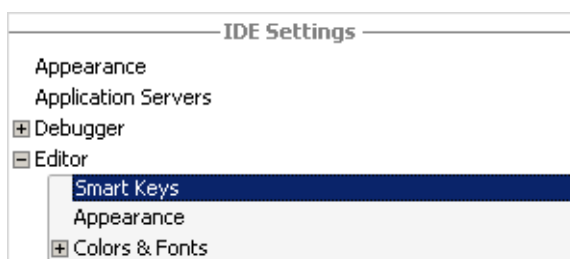 IDE Settings
Appearance
Application Servers
Debugger
Editor
Smart Keys
Appearance
Colors & Fonts